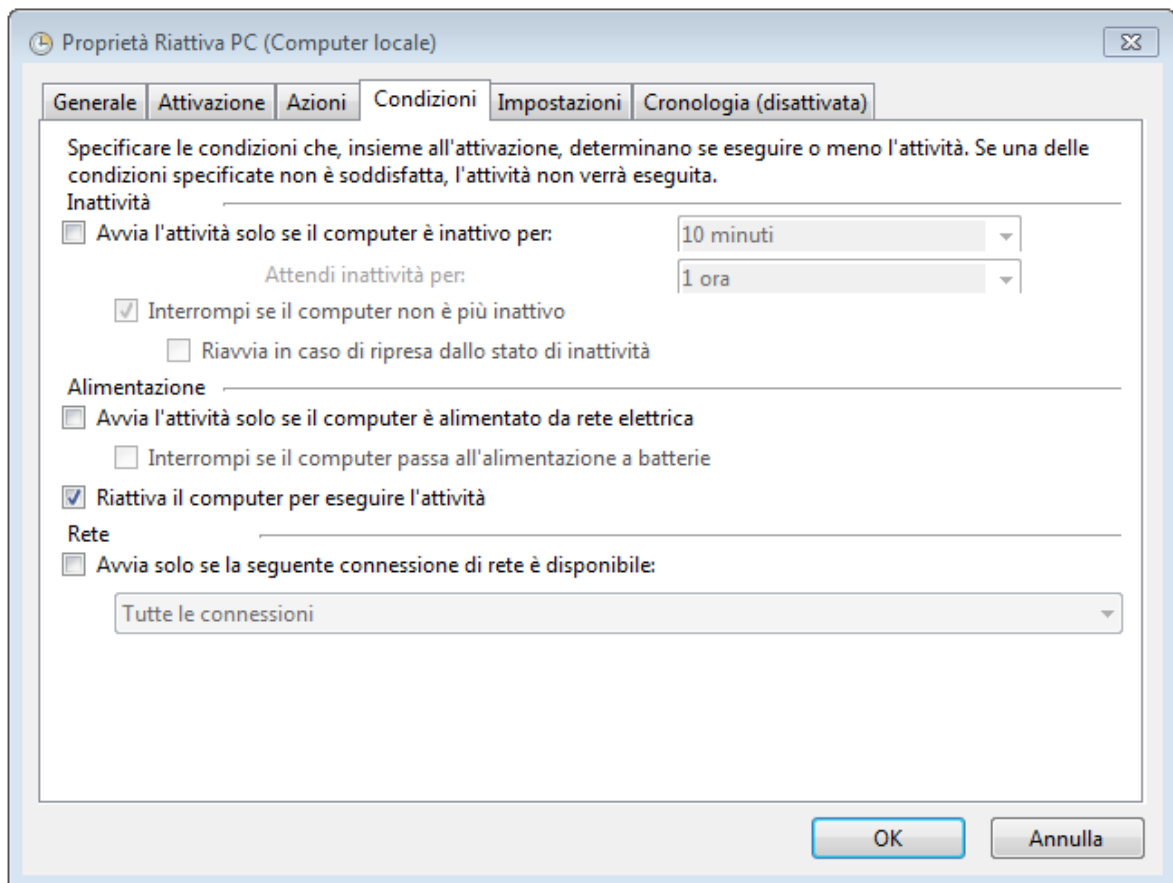 Proprietà Riattiva PC (Computer locale)
Generale Attivazione Azioni Condizioni Impostazioni Cronologia (disattivata)
Specificare le condizioni che, insieme all'attivazione, determinano se eseguire o meno l'attività. Se una delle
condizioni specificate non è soddisfatta, l'attività non verrà eseguita.
Inattività
Avvia l'attività solo se il computer è inattivo per: 10 minuti
Attendi inattività per: 1 ora
Interrompi se il computer non è più inattivo
Riavvia in caso di ripresa dallo stato di inattività
Alimentazione
Avvia l'attività solo se il computer è alimentato da rete elettrica
Interrompi se il computer passa all'alimentazione a batterie
Riattiva il computer per eseguire l'attività
Rete
Avvia solo se la seguente connessione di rete è disponibile:
Tutte le connessioni
OK Annulla